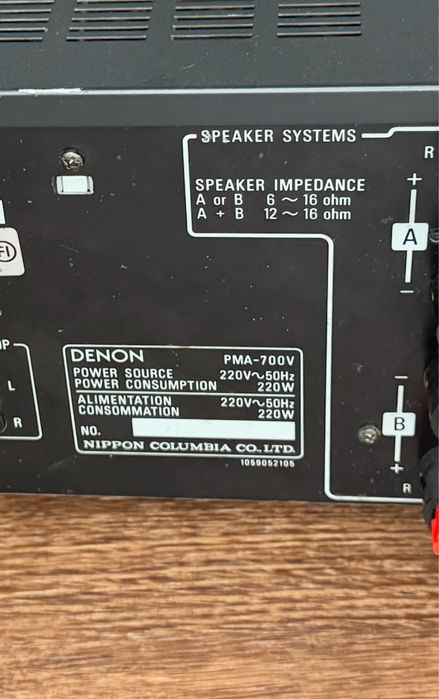 SPEAKER SYSTEMS
R
SPEAKER IMPEDANCE
A or B 6 ~ 16 ohm
A + B 12 ~ 16 ohm
+
A
−
FI
P
L
R
DENON PMA-700V
POWER SOURCE 220V~50Hz
POWER CONSUMPTION 220W
ALIMENTATION 220V~50Hz
CONSOMMATION 220W
NO.
NIPPON COLUMBIA CO., LTD.
1059052105
−
B
+
R